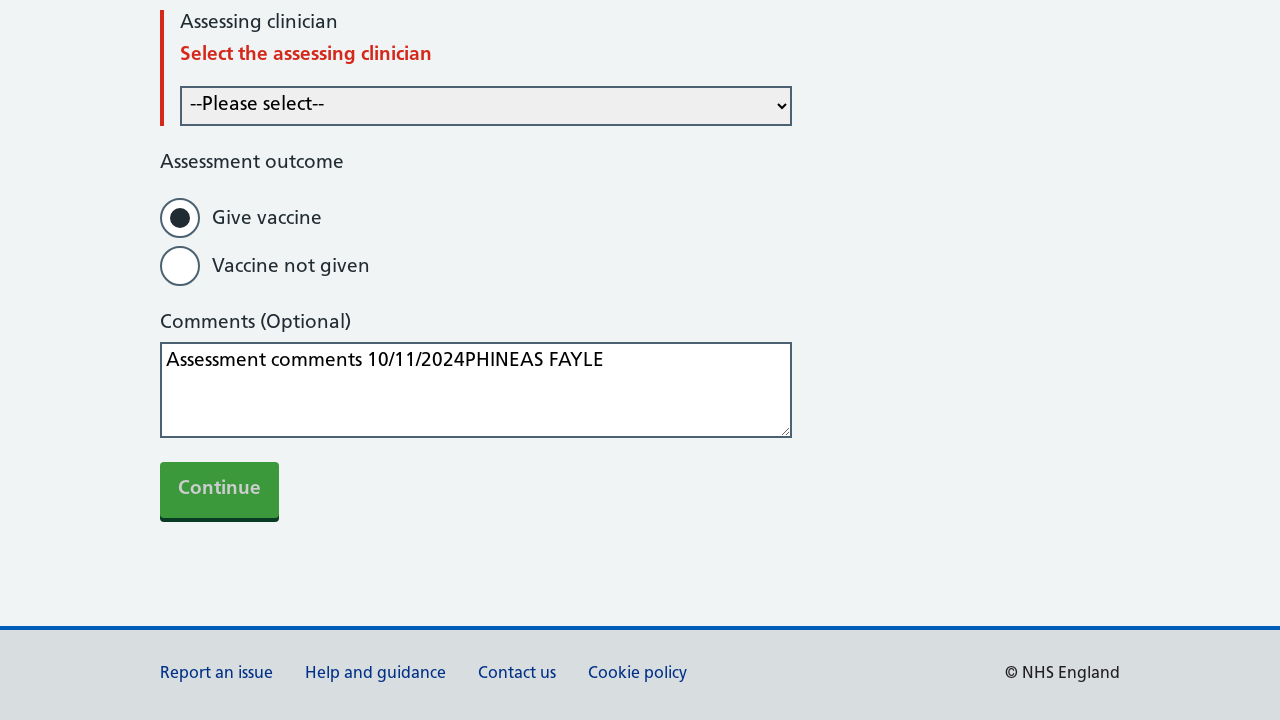 Assessing clinician
Select the assessing clinician
--Please select--
Assessment outcome
Give vaccine
Vaccine not given
Comments (Optional)
Assessment comments 10/11/2024PHINEAS FAYLE
Continue
Report an issue Help and guidance Contact us Cookie policy © NHS England